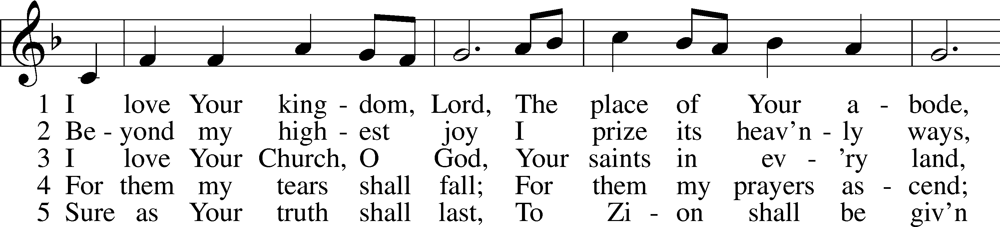 1 I love Your king - dom, Lord, The place of Your a - bode,
2 Be - yond my high - est joy I prize its heav'n - ly ways,
3 I love Your Church, O God, Your saints in ev - 'ry land,
4 For them my tears shall fall; For them my prayers as - cend;
5 Sure as Your truth shall last, To Zi - on shall be giv'n